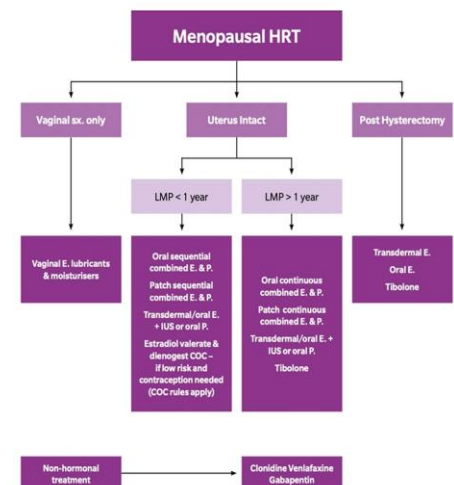 Menopausal HRT
Vaginal sx. only
Uterus Intact
Post Hysterectomy
LMP < 1 year
LMP > 1 year
Vaginal E. lubricants
& moisturisers
Oral sequential
combined E. & P.
Patch sequential
combined E. & P.
Transdermal/oral E.
+ IUS or oral P.
Estradiol valerate &
dienogest COC –
if low risk and
contraception needed
(COC rules apply)
Oral continuous
combined E. & P.
Patch continuous
combined E. & P.
Transdermal/oral E. +
IUS or oral P.
Tibolone
Transdermal E.
Oral E.
Tibolone
Non-hormonal
treatment
Clonidine Venlafaxine
Gabapentin